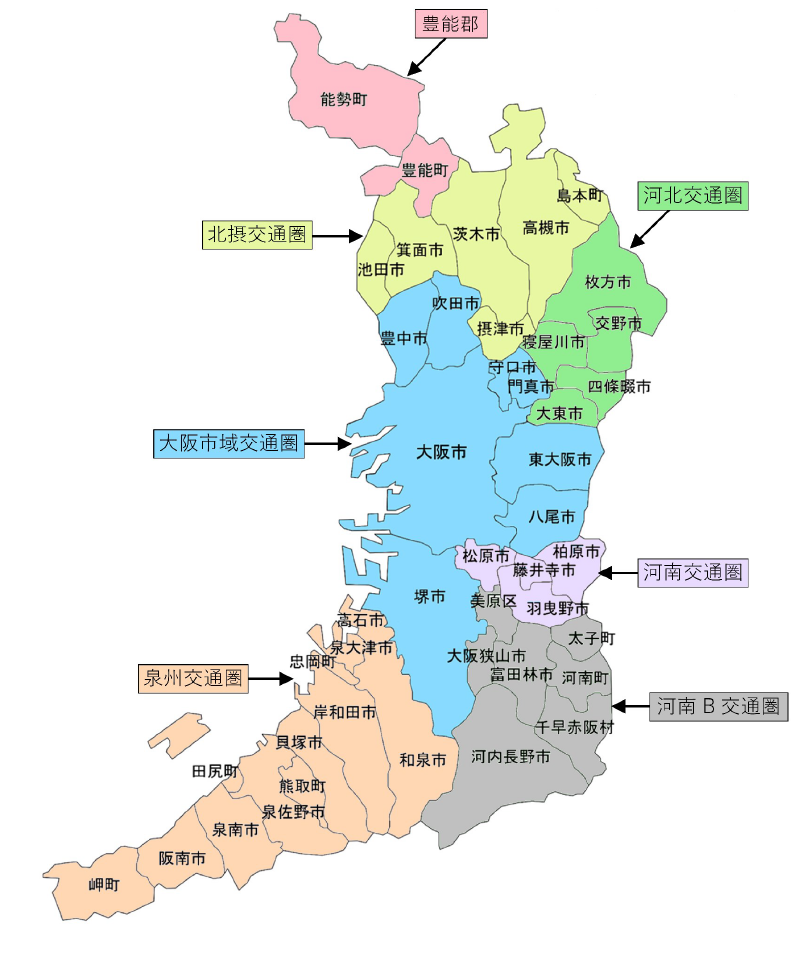 豊能郡
能勢町
豊能町
島本町
河北交通圏
高槻市
茨木市
北摂交通圏
箕面市
池田市
枚方市
吹田市
交野市
摂津市
豊中市
寝屋川市
守口市
門真市
四條畷市
大東市
大阪市域交通圏
大阪市
東大阪市
八尾市
松原市
柏原市
藤井寺市
河南交通圏
堺市
美原区
羽曳野市
高石市
太子町
泉大津市
大阪狭山市
忠岡町
富田林市
河南町
泉州交通圏
河南B交通圏
岸和田市
千早赤阪村
貝塚市
和泉市
河内長野市
田尻町
熊取町
泉佐野市
泉南市
阪南市
岬町